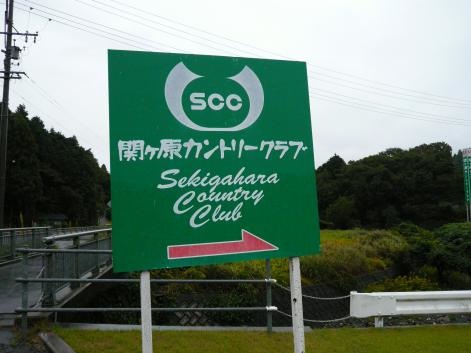 SCC
関ヶ原カントリークラブ
Sekigahara
Country
Club